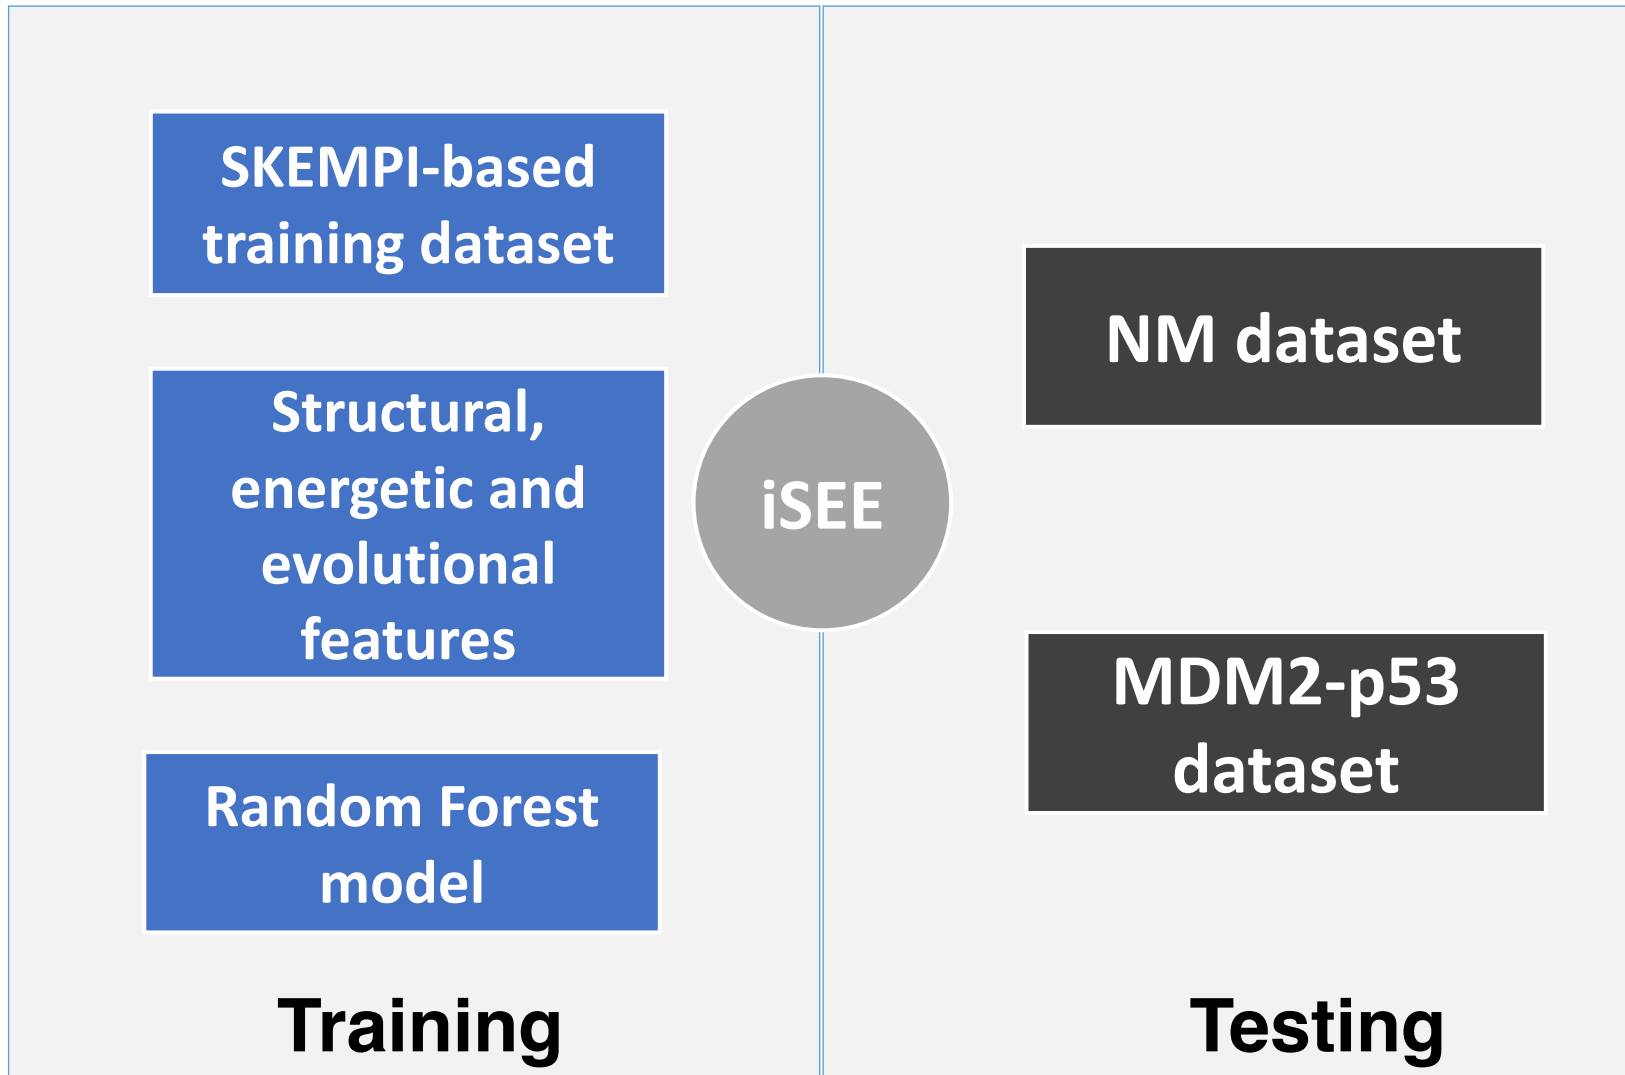 SKEMPI-based
training dataset
Structural,
energetic and
evolutional
features
Random Forest
model
Training
iSEE
NM dataset
MDM2-p53
dataset
Testing